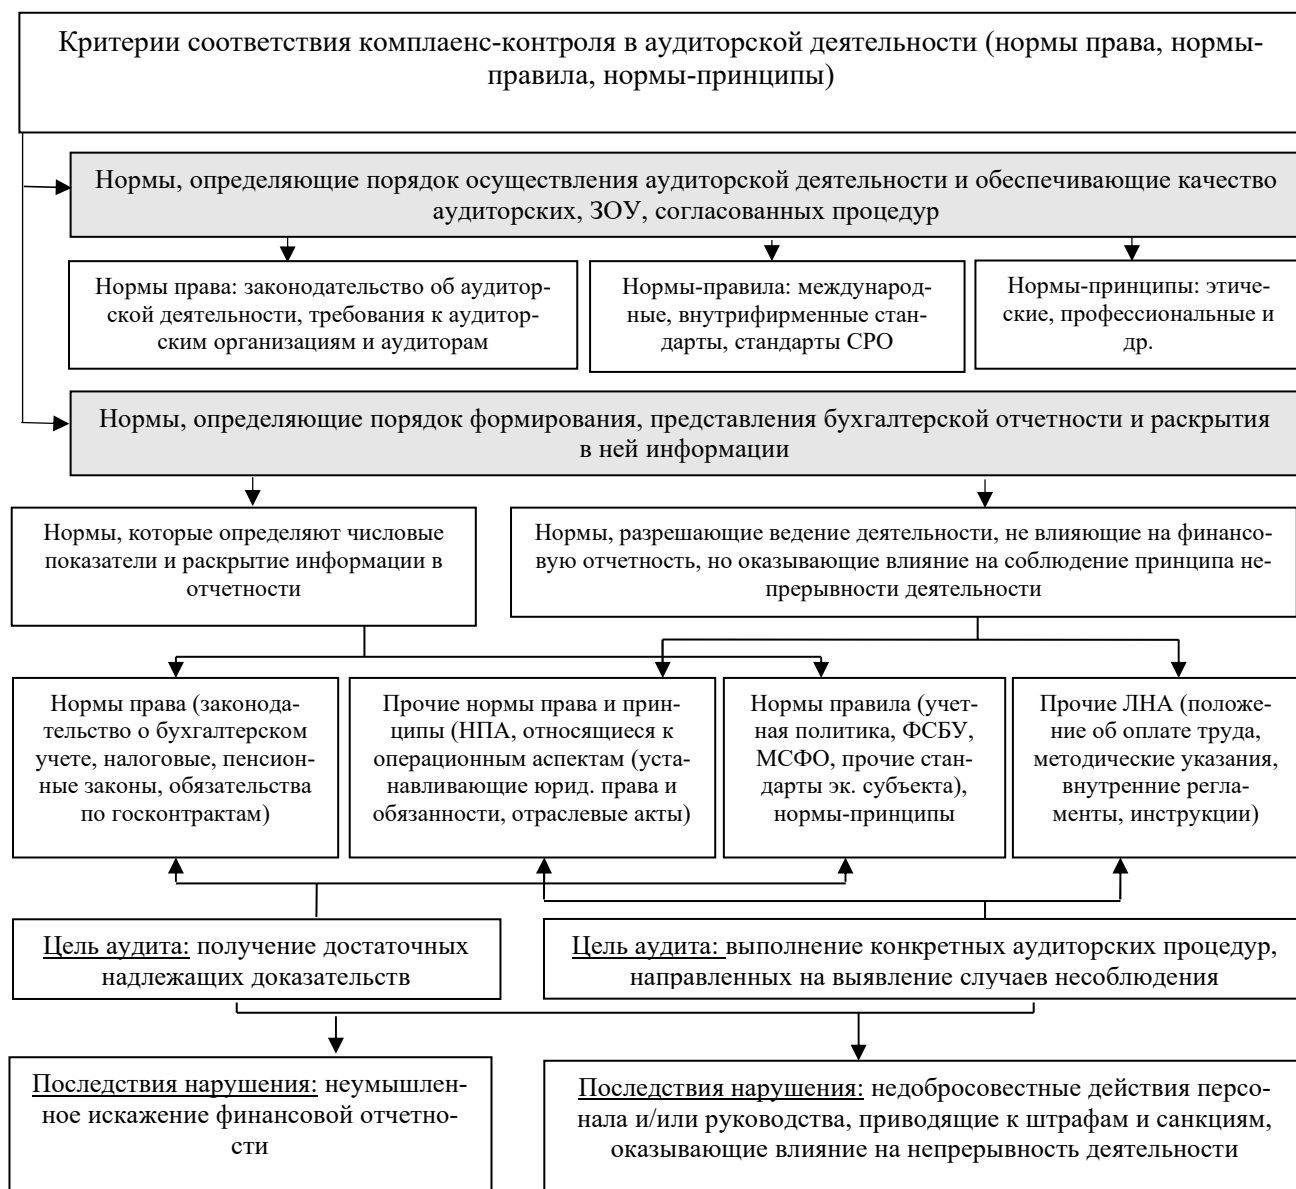 Критерии соответствия комплаенс-контроля в аудиторской деятельности (нормы права, нормы-
правила, нормы-принципы)
Нормы, определяющие порядок осуществления аудиторской деятельности и обеспечивающие качество
аудиторских, ЗОУ, согласованных процедур
Нормы права: законодательство об аудитор-
ской деятельности, требования к аудитор-
ским организациям и аудиторам
Нормы-правила: международ-
ные, внутрифирменные стан-
дарты, стандарты СРО
Нормы-принципы: этиче-
ские, профессиональные и
др.
Нормы, определяющие порядок формирования, представления бухгалтерской отчетности и раскрытия
в ней информации
Нормы, которые определяют числовые
показатели и раскрытие информации в
отчетности
Нормы, разрешающие ведение деятельности, не влияющие на финансо-
вую отчетность, но оказывающие влияние на соблюдение принципа не-
прерывности деятельности
Нормы права (законода-
тельство о бухгалтерском
учете, налоговые, пенсион-
ные законы, обязательства
по госконтрактам)
Прочие нормы права и прин-
ципы (НПА, относящиеся к
операционным аспектам (уста-
навливающие юрид. права и
обязанности, отраслевые акты)
Нормы правила (учет-
ная политика, ФСБУ,
МСФО, прочие стан-
дарты эк. субъекта),
нормы-принципы
Прочие ЛНА (положе-
ние об оплате труда,
методические указания,
внутренние регла-
менты, инструкции)
Цель аудита: получение достаточных
надлежащих доказательств
Цель аудита: выполнение конкретных аудиторских процедур,
направленных на выявление случаев несоблюдения
Последствия нарушения: неумышлен-
ное искажение финансовой отчетно-
сти
Последствия нарушения: недобросовестные действия персо-
нала и/или руководства, приводящие к штрафам и санкциям,
оказывающие влияние на непрерывность деятельности